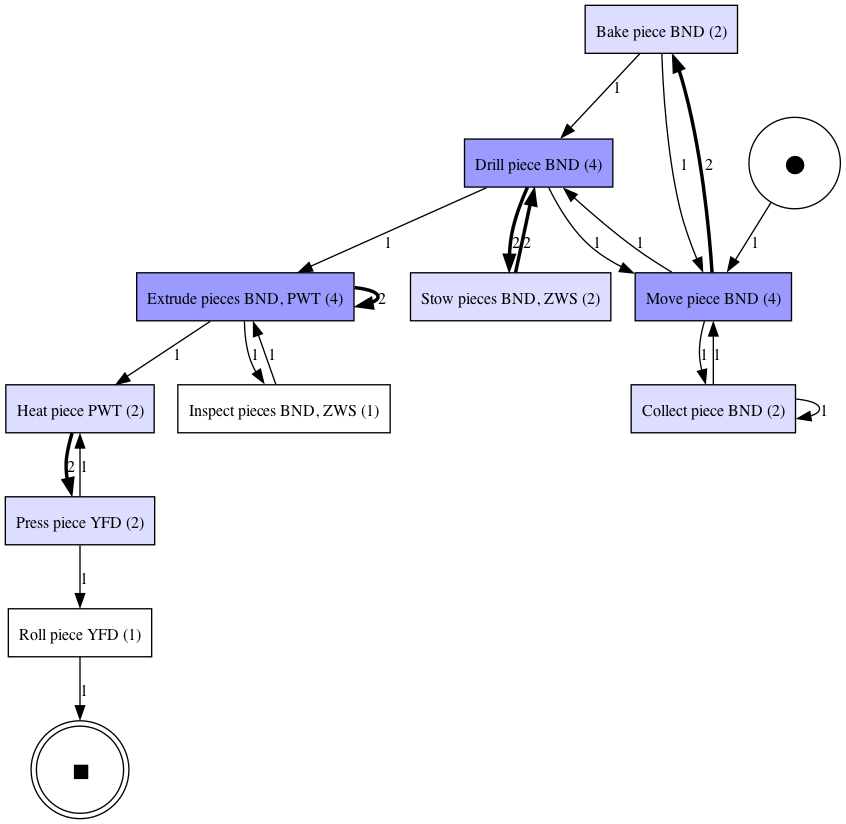 Bake piece BND (2)
1
Drill piece BND (4)
1
2
1
1
2
2
1
1
Extrude pieces BND, PWT (4)
2
Stow pieces BND, ZWS (2)
Move piece BND (4)
1
1
1
1
1
Heat piece PWT (2)
Inspect pieces BND, ZWS (1)
Collect piece BND (2)
1
2
1
Press piece YFD (2)
1
Roll piece YFD (1)
1